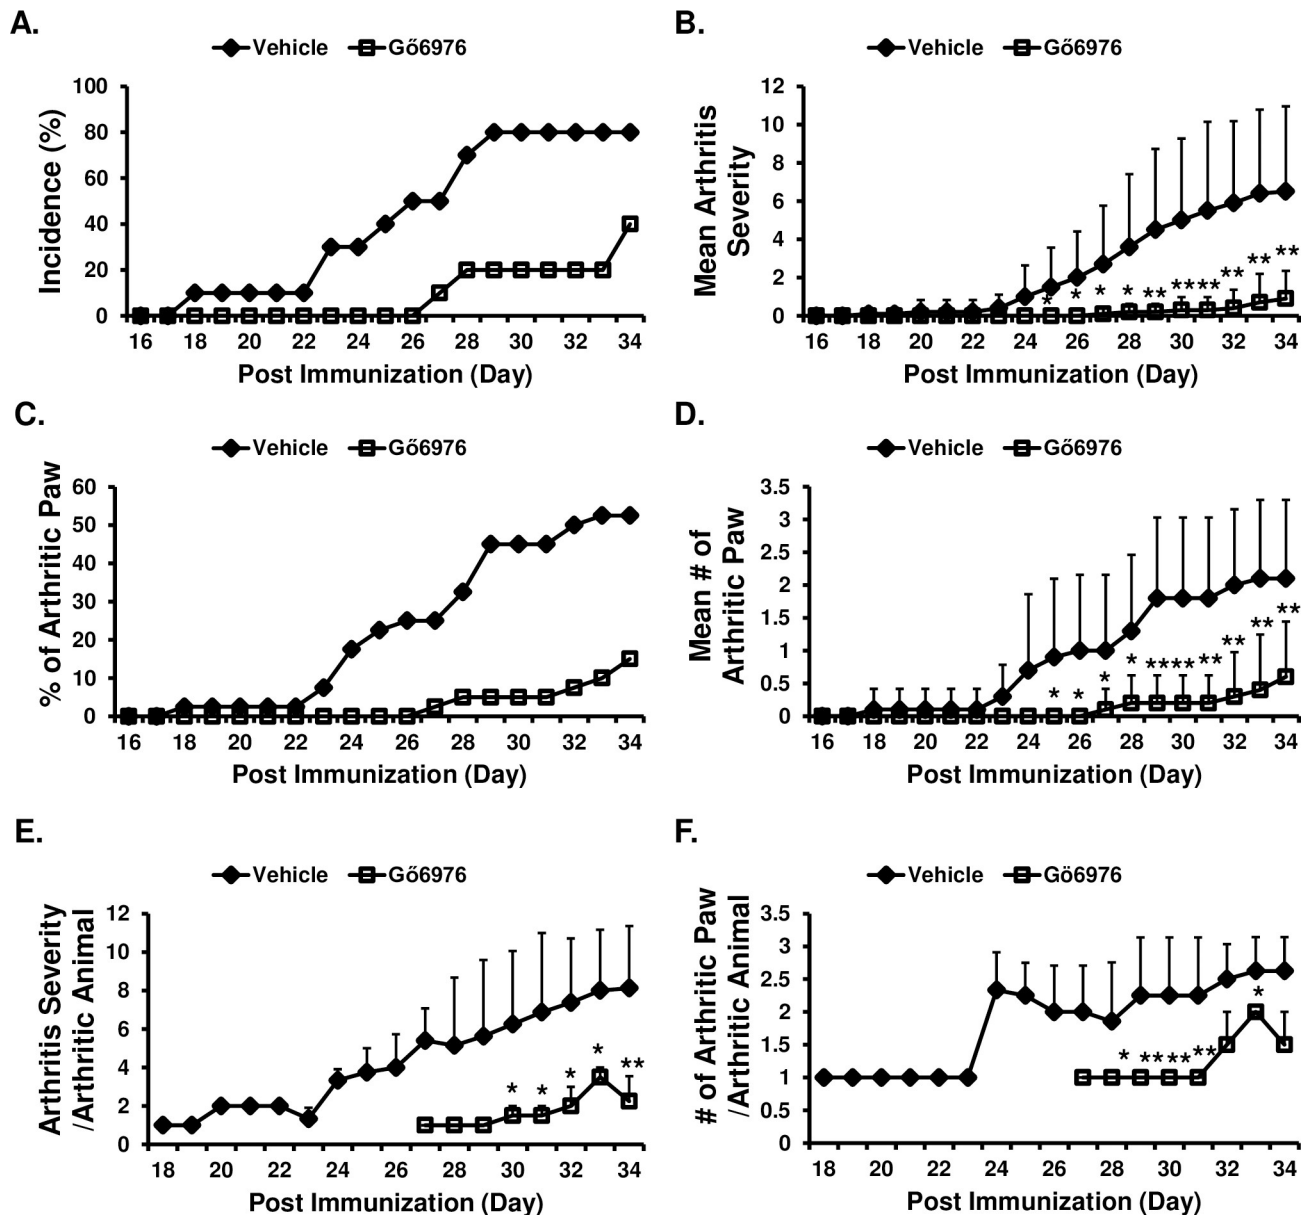 A.
Vehicle Gő6976
Incidence (%)
100
80
60
40
20
0
16 18 20 22 24 26 28 30 32 34
Post Immunization (Day)
B.
Vehicle Gő6976
Mean Arthritis
Severity
12
10
8
6
4
2
0
* * * * ** ** ** ** ** **
16 18 20 22 24 26 28 30 32 34
Post Immunization (Day)
C.
Vehicle Gő6976
% of Arthritic Paw
60
50
40
30
20
10
0
16 18 20 22 24 26 28 30 32 34
Post Immunization (Day)
D.
Vehicle Gő6976
Mean # of
Arthritic Paw
3.5
3
2.5
2
1.5
1
0.5
0
* * * * ** ** ** ** ** **
16 18 20 22 24 26 28 30 32 34
Post Immunization (Day)
E.
Vehicle Gő6976
Arthritis Severity
/Arthritic Animal
12
10
8
6
4
2
0
* * * * **
18 20 22 24 26 28 30 32 34
Post Immunization (Day)
F.
Vehicle Gö6976
# of Arthritic Paw
/Arthritic Animal
3.5
3
2.5
2
1.5
1
0.5
0
* ** ** ** *
18 20 22 24 26 28 30 32 34
Post Immunization (Day)